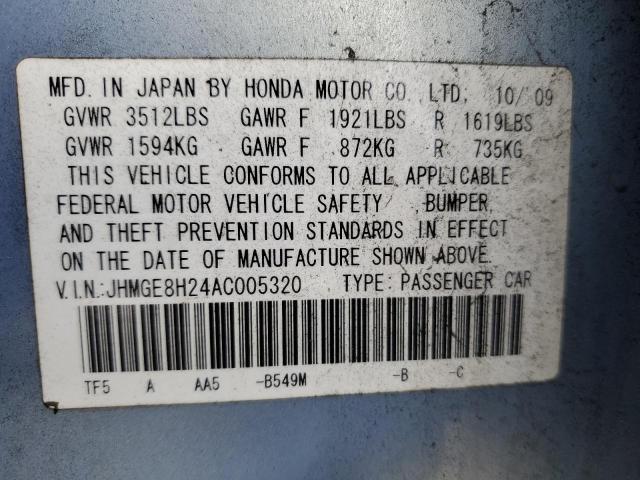 MFD. IN JAPAN BY HONDA MOTOR CO. LTD. 10/ 09
GVWR 3512LBS GAWR F 1921LBS R 1619LBS
GVWR 1594KG GAWR F 872KG R 735KG
THIS VEHICLE CONFORMS TO ALL APPLICABLE
FEDERAL MOTOR VEHICLE SAFETY, BUMPER,
AND THEFT PREVENTION STANDARDS IN EFFECT
ON THE DATE OF MANUFACTURE SHOWN ABOVE.
V.I.N.:JHMGE8H24AC005320 TYPE: PASSENGER CAR
TF5 A AA5 -B549M -B -C